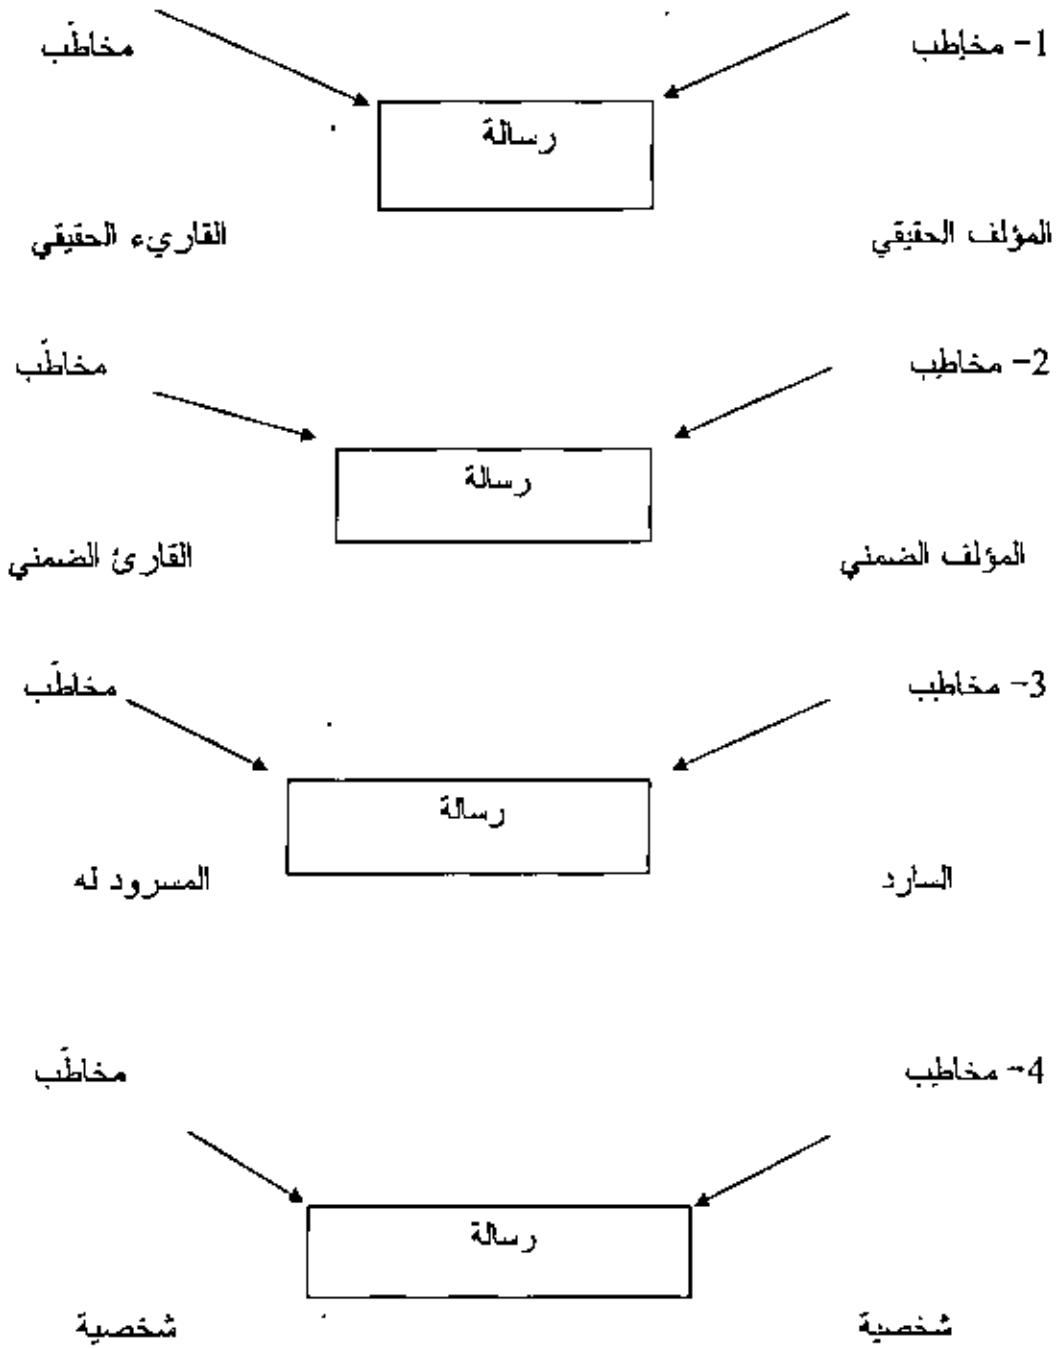 1- مخاطِب
مخاطَب
رسالة
المؤلف الحقيقي
القاريء الحقيقي
2- مخاطِب
مخاطَب
رسالة
المؤلف الضمني
القارئ الضمني
3- مخاطِب
مخاطَب
رسالة
السارد
المسرود له
4- مخاطِب
مخاطَب
رسالة
شخصية
شخصية